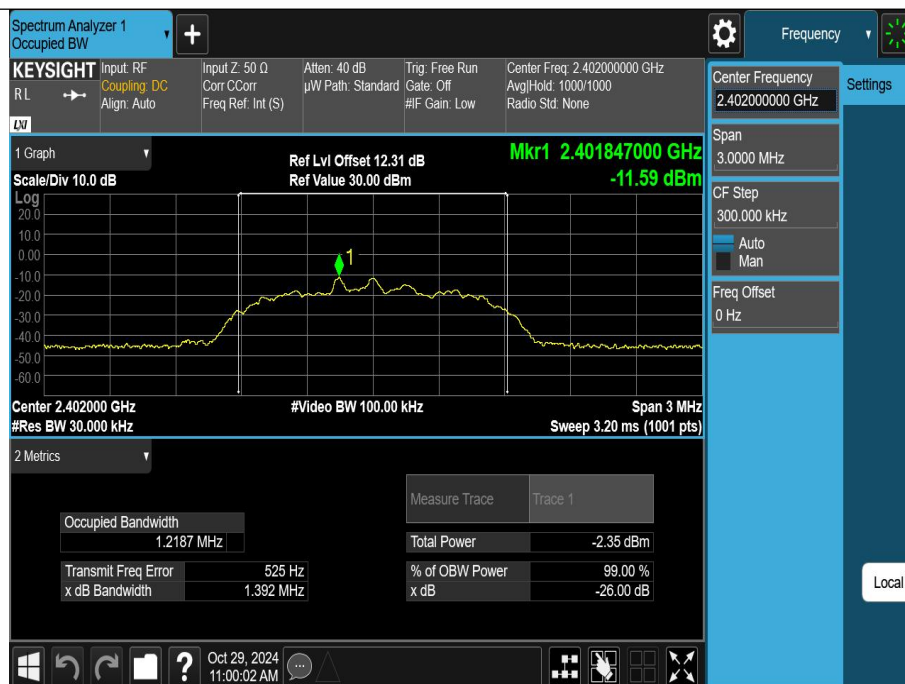 Spectrum Analyzer 1
Occupied BW
+
Frequency
KEYSIGHT
RL
LXI
Input: RF
Coupling: DC
Align: Auto
Input Z: 50 Ω
Corr CCorr
Freq Ref: Int (S)
Atten: 40 dB
µW Path: Standard
Trig: Free Run
Gate: Off
#IF Gain: Low
Center Freq: 2.402000000 GHz
Avg|Hold: 1000/1000
Radio Std: None
Center Frequency
2.402000000 GHz
Settings
Span
3.0000 MHz
CF Step
300.000 kHz
Auto
Man
Freq Offset
0 Hz
Local
1 Graph
Scale/Div 10.0 dB
Ref Lvl Offset 12.31 dB
Ref Value 30.00 dBm
Mkr1 2.401847000 GHz
-11.59 dBm
Log
20.0
10.0
0.00
-10.0
-20.0
-30.0
-40.0
-50.0
-60.0
1
Center 2.402000 GHz
#Res BW 30.000 kHz
#Video BW 100.00 kHz
Span 3 MHz
Sweep 3.20 ms (1001 pts)
2 Metrics
Measure Trace Trace 1
Occupied Bandwidth
1.2187 MHz
Total Power -2.35 dBm
Transmit Freq Error 525 Hz
% of OBW Power 99.00 %
x dB Bandwidth 1.392 MHz
x dB -26.00 dB
?
Oct 29, 2024
11:00:02 AM